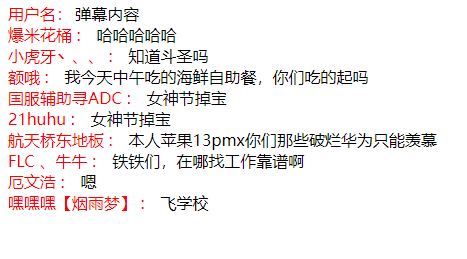 用户名： 弹幕内容
爆米花桶： 哈哈哈哈哈
小虎牙丶、、： 知道斗圣吗
额哦： 我今天中午吃的海鲜自助餐，你们吃的起吗
国服辅助寻ADC： 女神节掉宝
21huhu： 女神节掉宝
航天桥东地板： 本人苹果13pmx你们那些破烂华为只能羡慕
FLC 、牛牛： 铁铁们，在哪找工作靠谱啊
厄文浩： 嗯
嘿嘿嘿【烟雨梦】： 飞学校